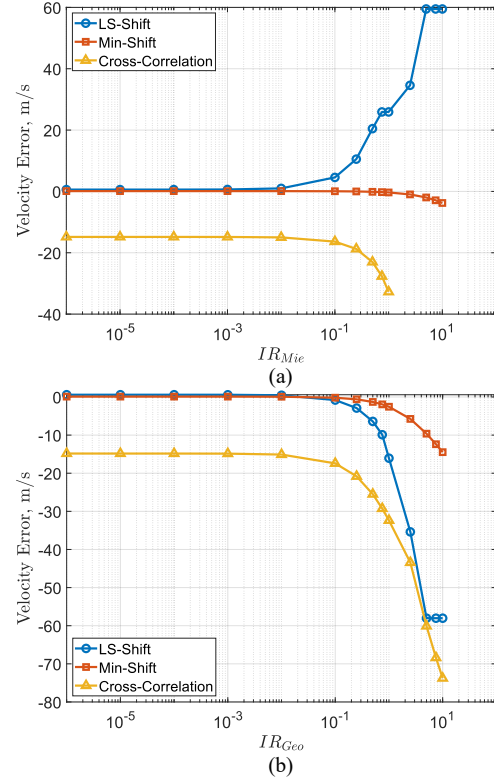 60
40
20
0
-20
-40
Velocity Error, m/s
LS-Shift
Min-Shift
Cross-Correlation
10^-5
10^-3
10^-1
10^1
IR_Mie
(a)
0
-10
-20
-30
-40
-50
-60
-70
-80
Velocity Error, m/s
LS-Shift
Min-Shift
Cross-Correlation
10^-5
10^-3
10^-1
10^1
IR_Geo
(b)